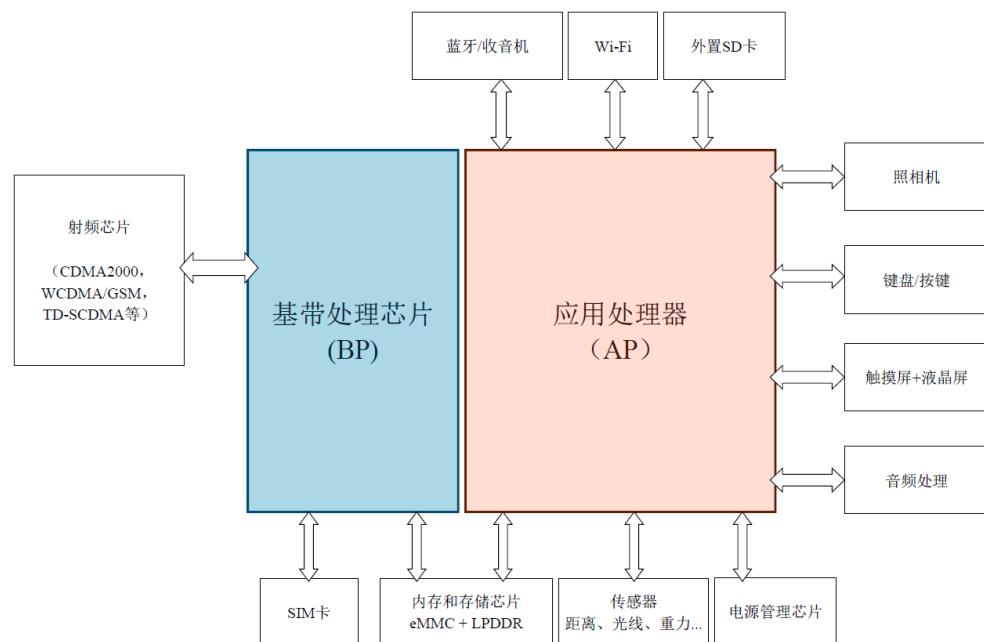 蓝牙/收音机
Wi-Fi
外置SD卡
射频芯片
（CDMA2000，
WCDMA/GSM，
TD-SCDMA等）
基带处理芯片
(BP)
应用处理器
（AP）
照相机
键盘/按键
触摸屏+液晶屏
音频处理
SIM卡
内存和存储芯片
eMMC + LPDDR
传感器
距离、光线、重力...
电源管理芯片